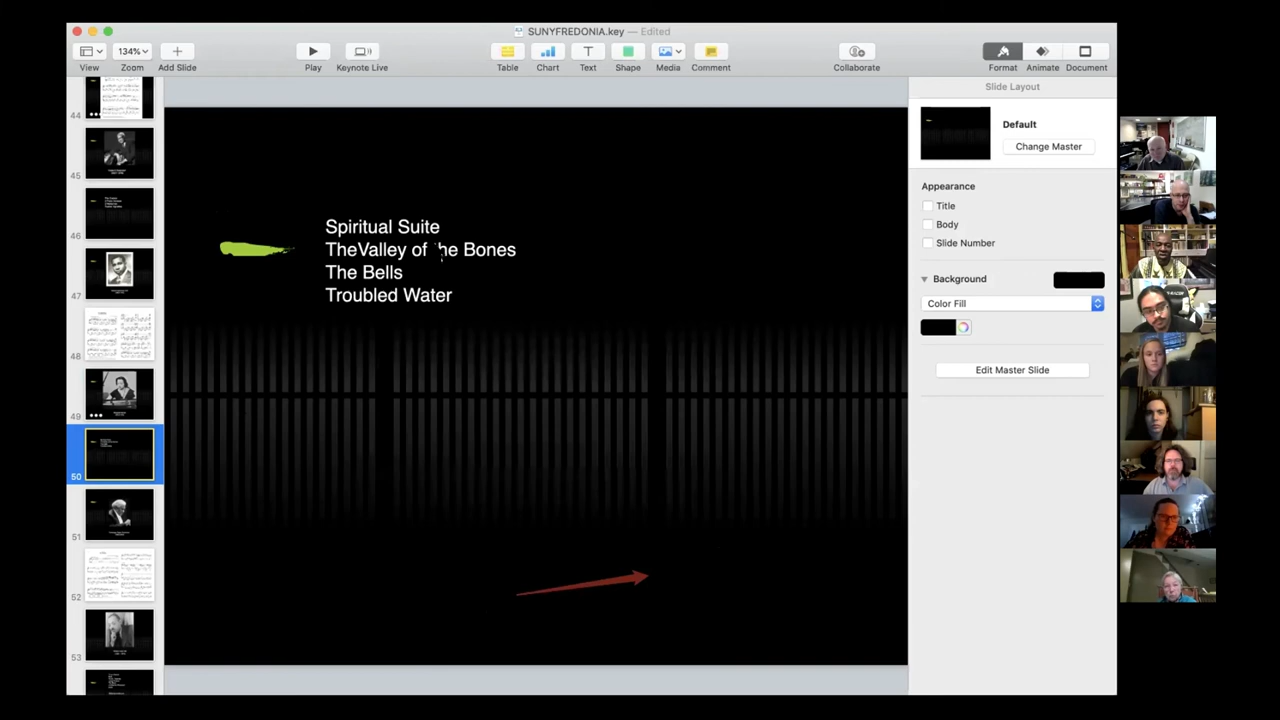 SUNYFREDONIA.key — Edited
134%
View
Zoom
Add Slide
Play
Keynote Live
Table
Chart
Text
Shape
Media
Comment
Collaborate
Format
Animate
Document
44
45
46
47
48
49
50
51
52
53
Spiritual Suite
TheValley of the Bones
The Bells
Troubled Water
Slide Layout
Default
Change Master
Appearance
Title
Body
Slide Number
Background
Color Fill
Edit Master Slide